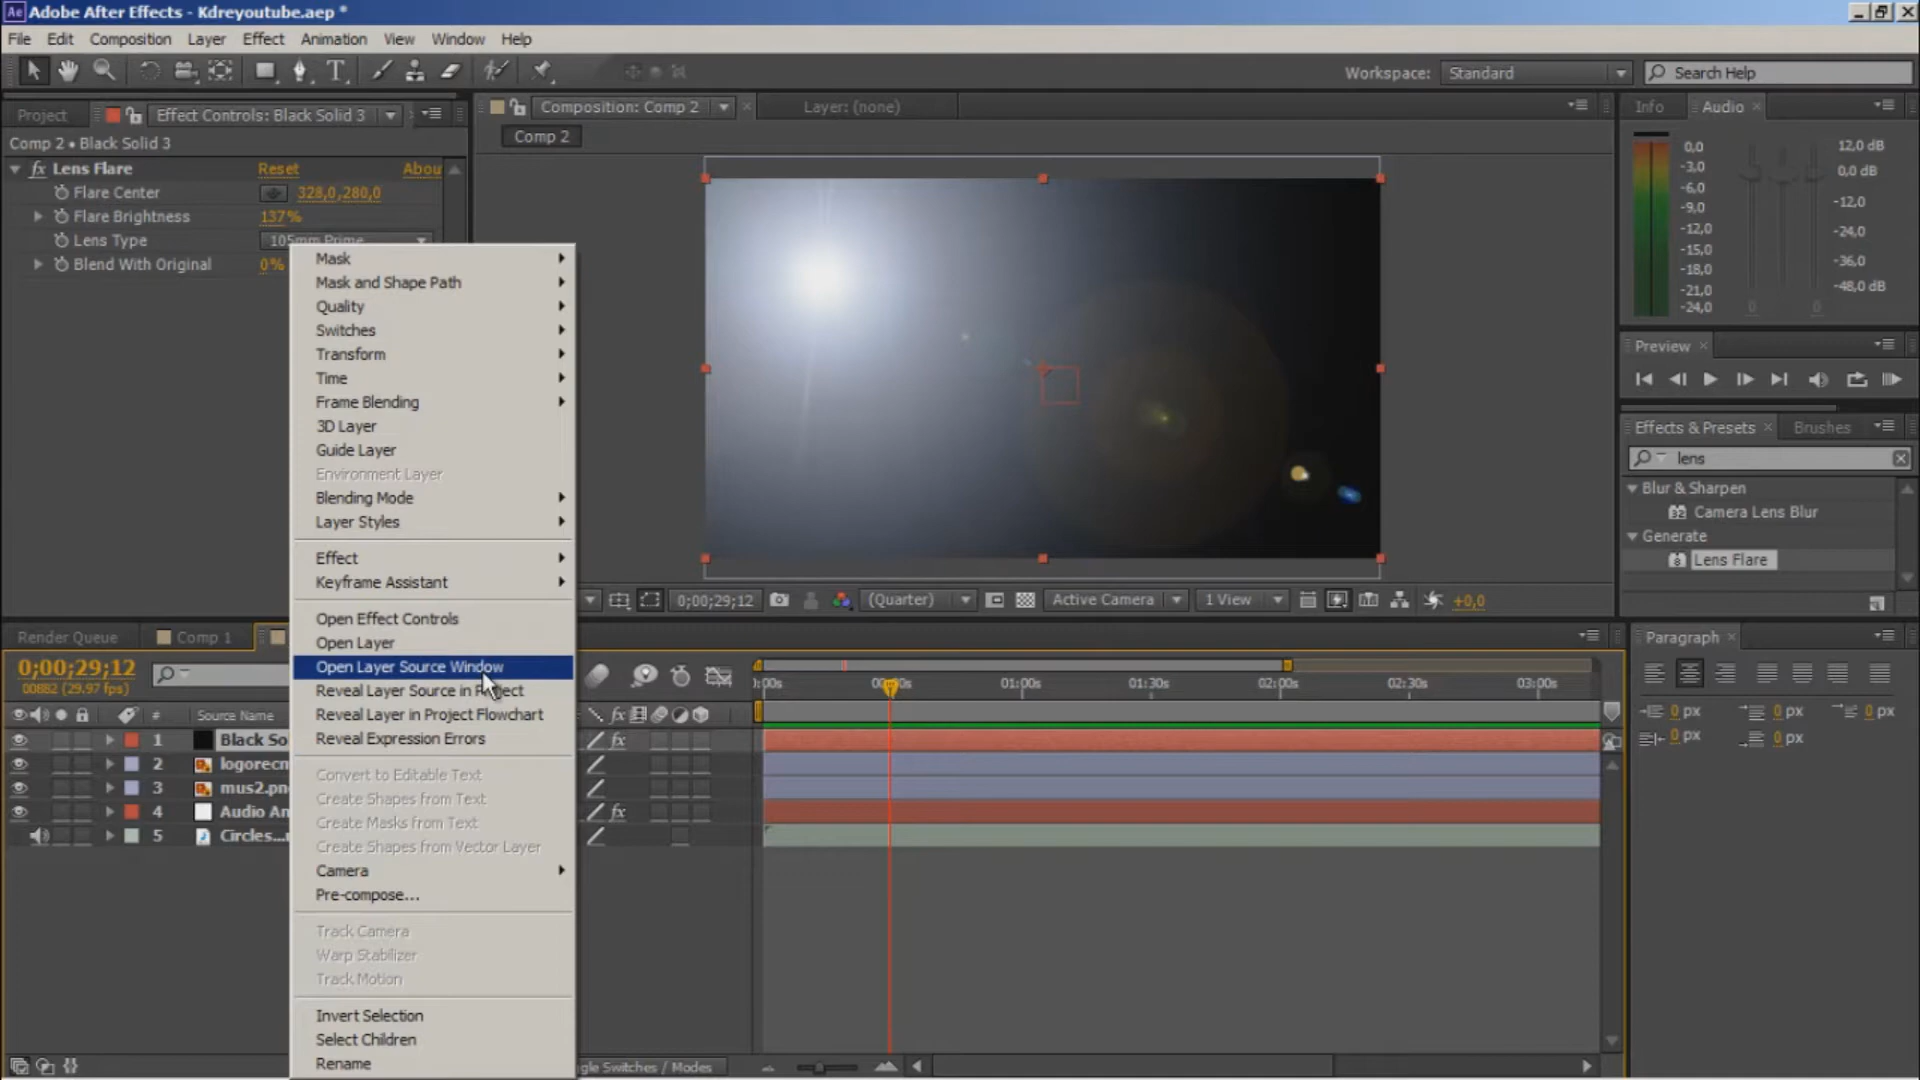 Ae Adobe After Effects - Kdreyoutube.aep *
File Edit Composition Layer Effect Animation View Window Help
Workspace: Standard
Search Help
Project
Effect Controls: Black Solid 3
Composition: Comp 2
Layer: (none)
Info
Audio
Comp 2 • Black Solid 3
Comp 2
fx Lens Flare Reset Abou
Flare Center 328,0,280,0
Flare Brightness 137%
Lens Type 105mm Prime
Blend With Original 0%
Mask
Mask and Shape Path
Quality
Switches
Transform
Time
Frame Blending
3D Layer
Guide Layer
Environment Layer
Blending Mode
Layer Styles
Effect
Keyframe Assistant
Open Effect Controls
Open Layer
Open Layer Source Window
Reveal Layer Source in Project
Reveal Layer in Project Flowchart
Reveal Expression Errors
Convert to Editable Text
Create Shapes from Text
Create Masks from Text
Create Shapes from Vector Layer
Camera
Pre-compose...
Track Camera
Warp Stabilizer
Track Motion
Invert Selection
Select Children
Rename
0;00;29;12
(Quarter)
Active Camera
1 View
+0,0
0,0
-3,0
-6,0
-9,0
-12,0
-15,0
-18,0
-21,0
-24,0
12,0 dB
0,0 dB
-12,0
-24,0
-36,0
-48,0 dB
0 0
Preview
Effects & Presets
Brushes
lens
Blur & Sharpen
32 Camera Lens Blur
Generate
8 Lens Flare
Render Queue
Comp 1
0;00;29;12
00882 (29.97 fps)
# Source Name
fx
1 Black So
fx
2 logorecm
3 mus2.pn
4 Audio Am
fx
5 Circles...
:00s
01:00s
01:30s
02:00s
02:30s
03:00s
gle Switches / Modes
Paragraph
0 px 0 px 0 px
0 px 0 px